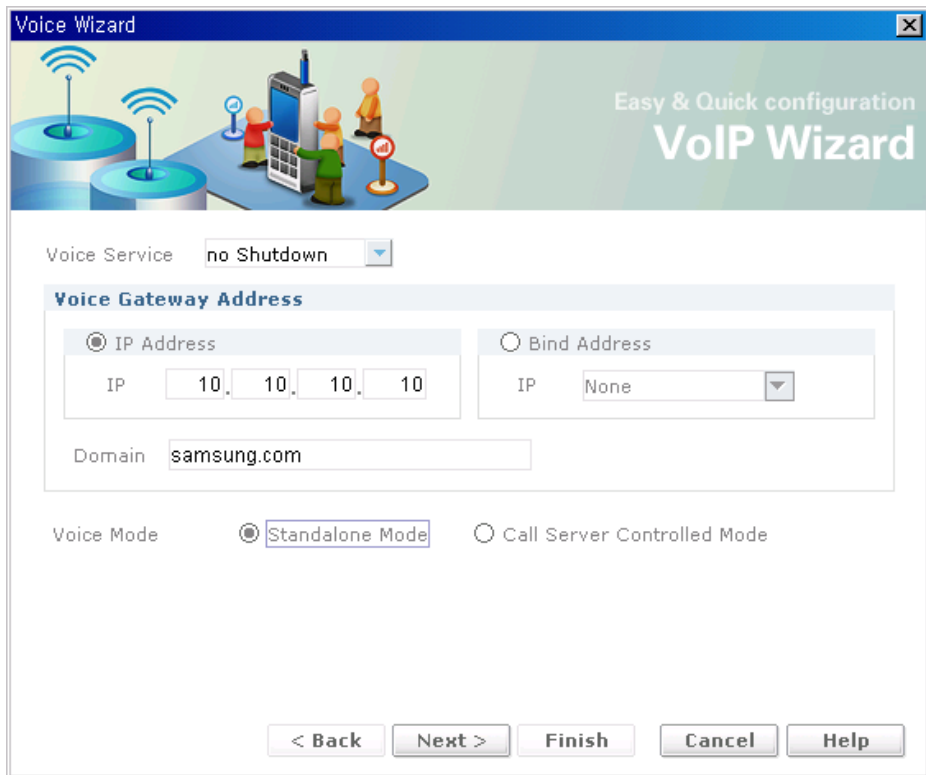 Voice Wizard
Easy & Quick configuration
VoIP Wizard
Voice Service no Shutdown
Voice Gateway Address
IP Address
IP 10. 10. 10. 10
Bind Address
IP None
Domain samsung.com
Voice Mode Standalone Mode Call Server Controlled Mode
< Back Next > Finish Cancel Help